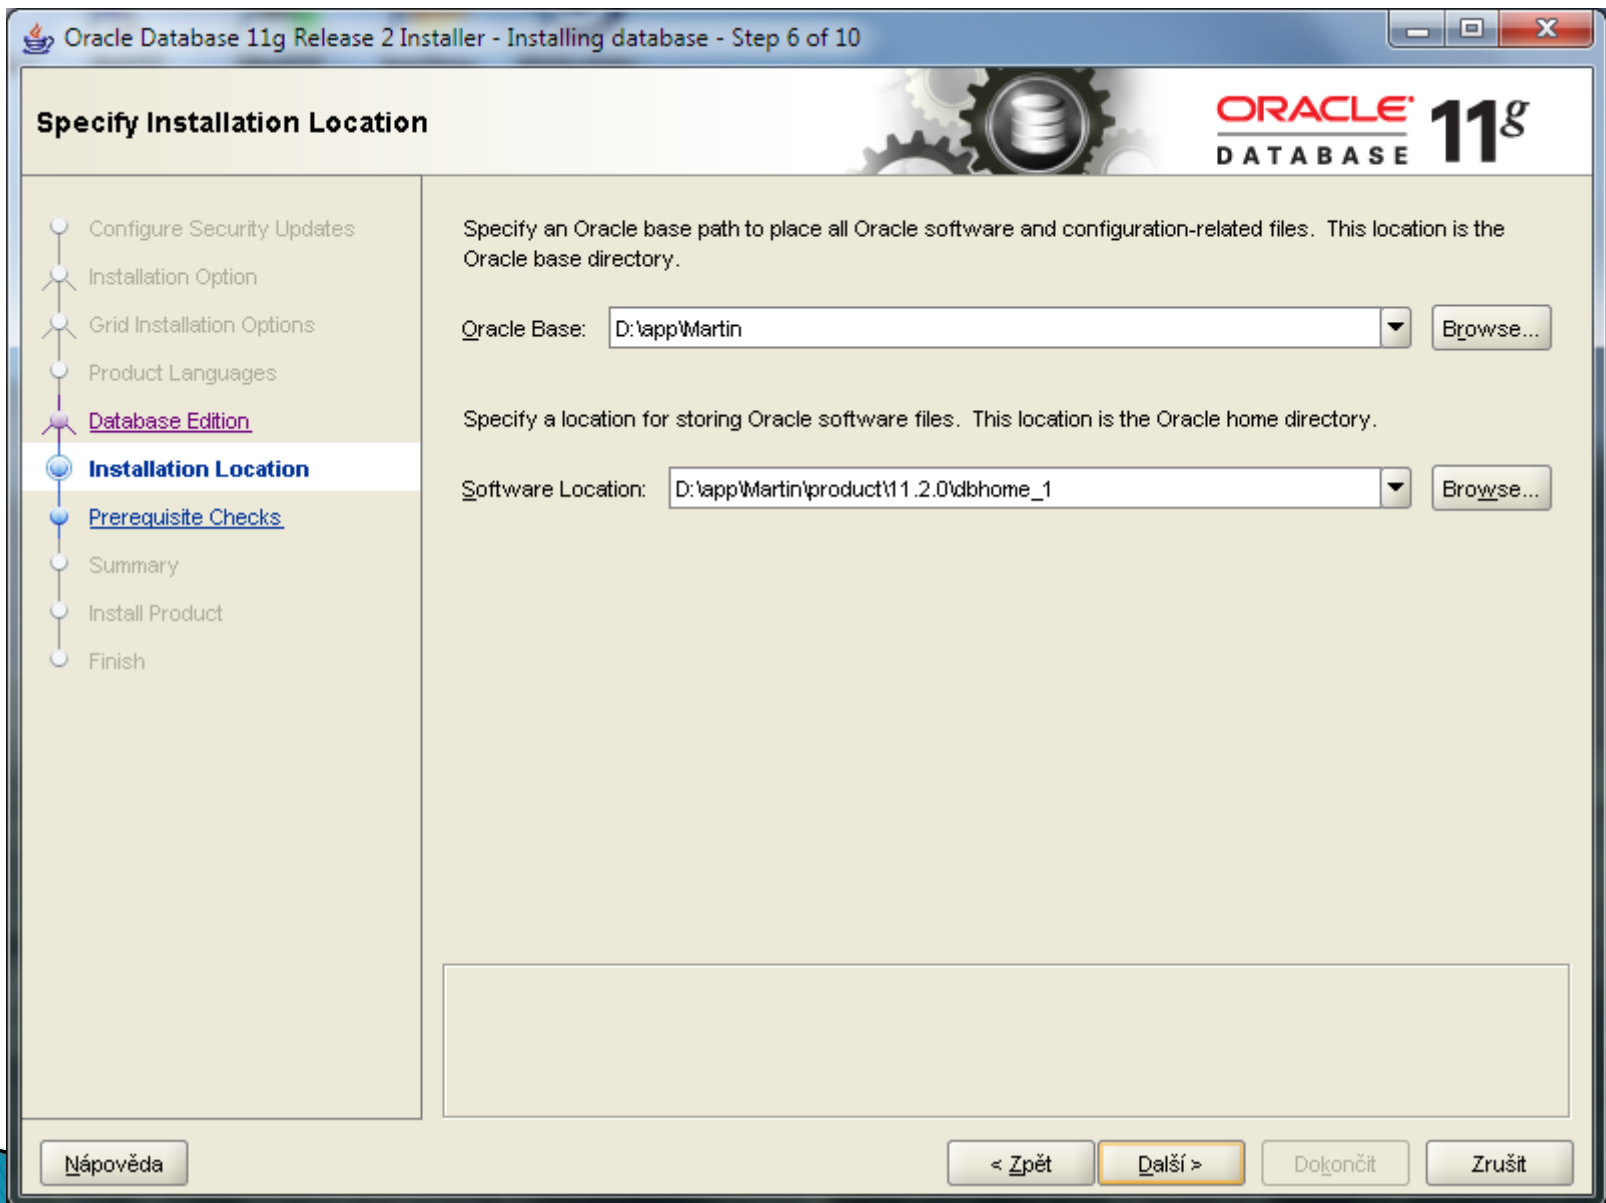 Oracle Database 11g Release 2 Installer - Installing database - Step 6 of 10
Specify Installation Location
ORACLE
DATABASE
11g
Configure Security Updates
Installation Option
Grid Installation Options
Product Languages
Database Edition
Installation Location
Prerequisite Checks
Summary
Install Product
Finish
Specify an Oracle base path to place all Oracle software and configuration-related files. This location is the
Oracle base directory.
Oracle Base: D:\app\Martin Browse...
Specify a location for storing Oracle software files. This location is the Oracle home directory.
Software Location: D:\app\Martin\product\11.2.0\dbhome_1 Browse...
Nápověda < Zpět Další > Dokončit Zrušit